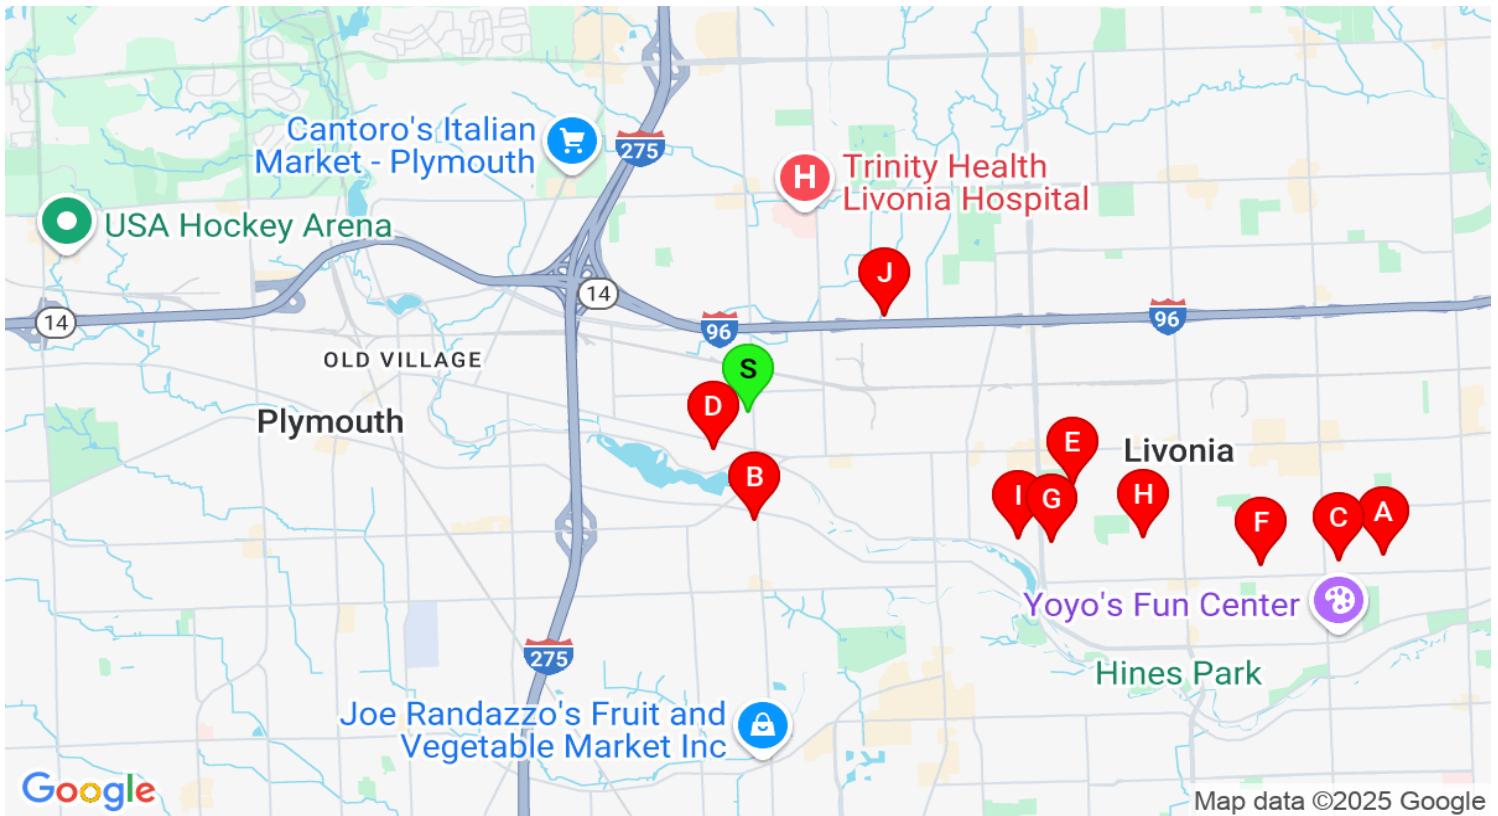 Cantoro's Italian
Market - Plymouth
275
H
Trinity Health
Livonia Hospital
USA Hockey Arena
J
14
14
96
96
OLD VILLAGE
S
D
Plymouth
E
Livonia
B
I
G
H
F
C
A
Yoyo's Fun Center
275
Hines Park
Joe Randazzo's Fruit and
Vegetable Market Inc
Google
Map data ©2025 Google